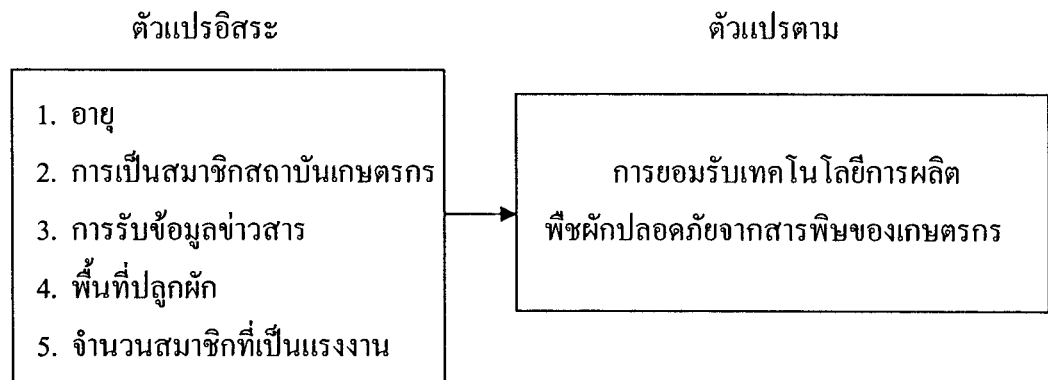 ตัวแปรอิสระ
ตัวแปรตาม
1. อายุ
2. การเป็นสมาชิกสถาบันเกษตรกร
3. การรับข้อมูลข่าวสาร
4. พื้นที่ปลูกผัก
5. จำนวนสมาชิกที่เป็นแรงงาน
การยอมรับเทคโนโลยีการผลิต
พืชผักปลอดภัยจากสารพิษของเกษตรกร